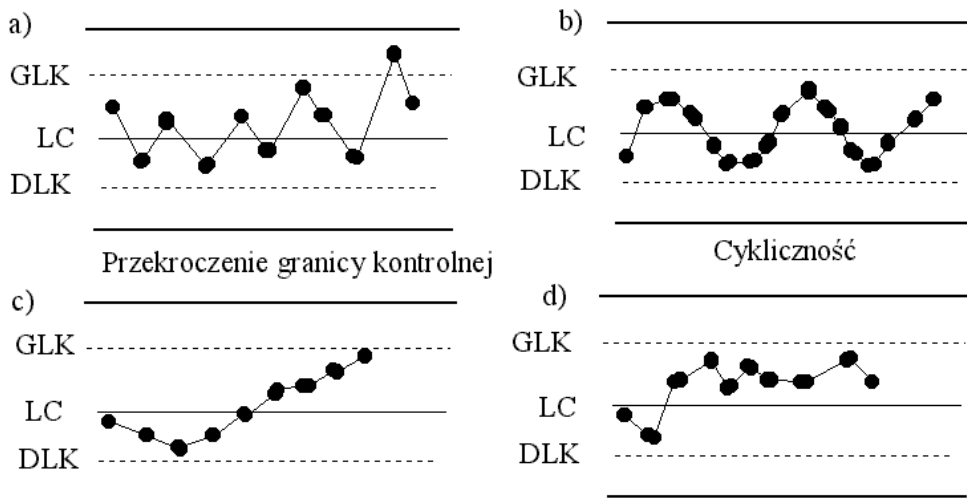 a)
GLK
LC
DLK
Przekroczenie granicy kontrolnej
b)
GLK
LC
DLK
Cykliczność
c)
GLK
LC
DLK
d)
GLK
LC
DLK